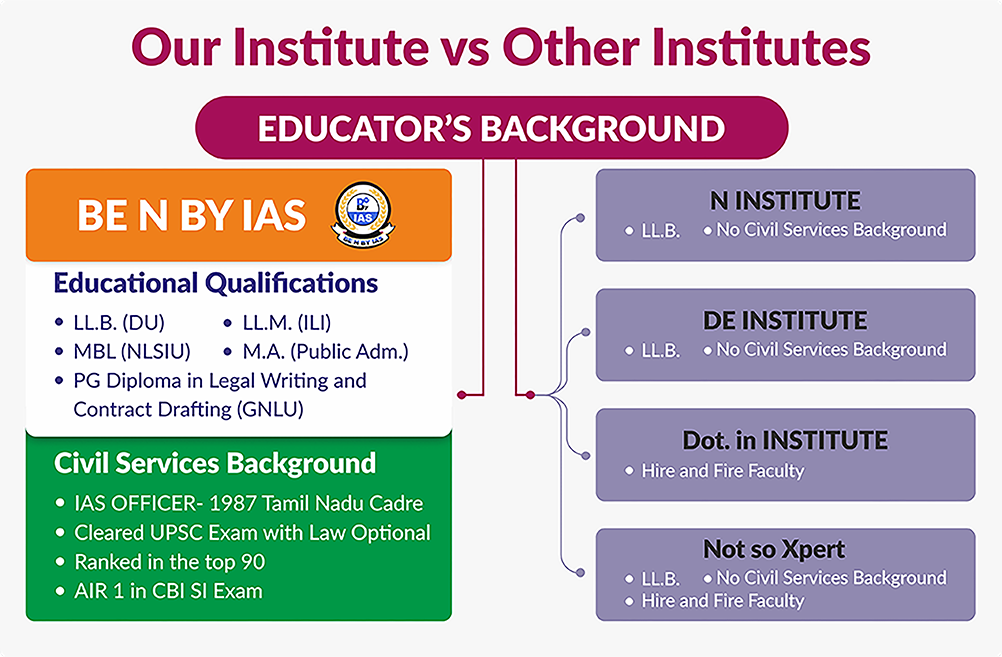 Our Institute vs Other Institutes
EDUCATOR'S BACKGROUND
BE N BY IAS
IAS
BE N BY IAS
Educational Qualifications
• LL.B. (DU) • LL.M. (ILI)
• MBL (NLSIU) • M.A. (Public Adm.)
• PG Diploma in Legal Writing and
Contract Drafting (GNLU)
Civil Services Background
• IAS OFFICER- 1987 Tamil Nadu Cadre
• Cleared UPSC Exam with Law Optional
• Ranked in the top 90
• AIR 1 in CBI SI Exam
N INSTITUTE
• LL.B. • No Civil Services Background
DE INSTITUTE
• LL.B. • No Civil Services Background
Dot. in INSTITUTE
• Hire and Fire Faculty
Not so Xpert
• LL.B. • No Civil Services Background
• Hire and Fire Faculty